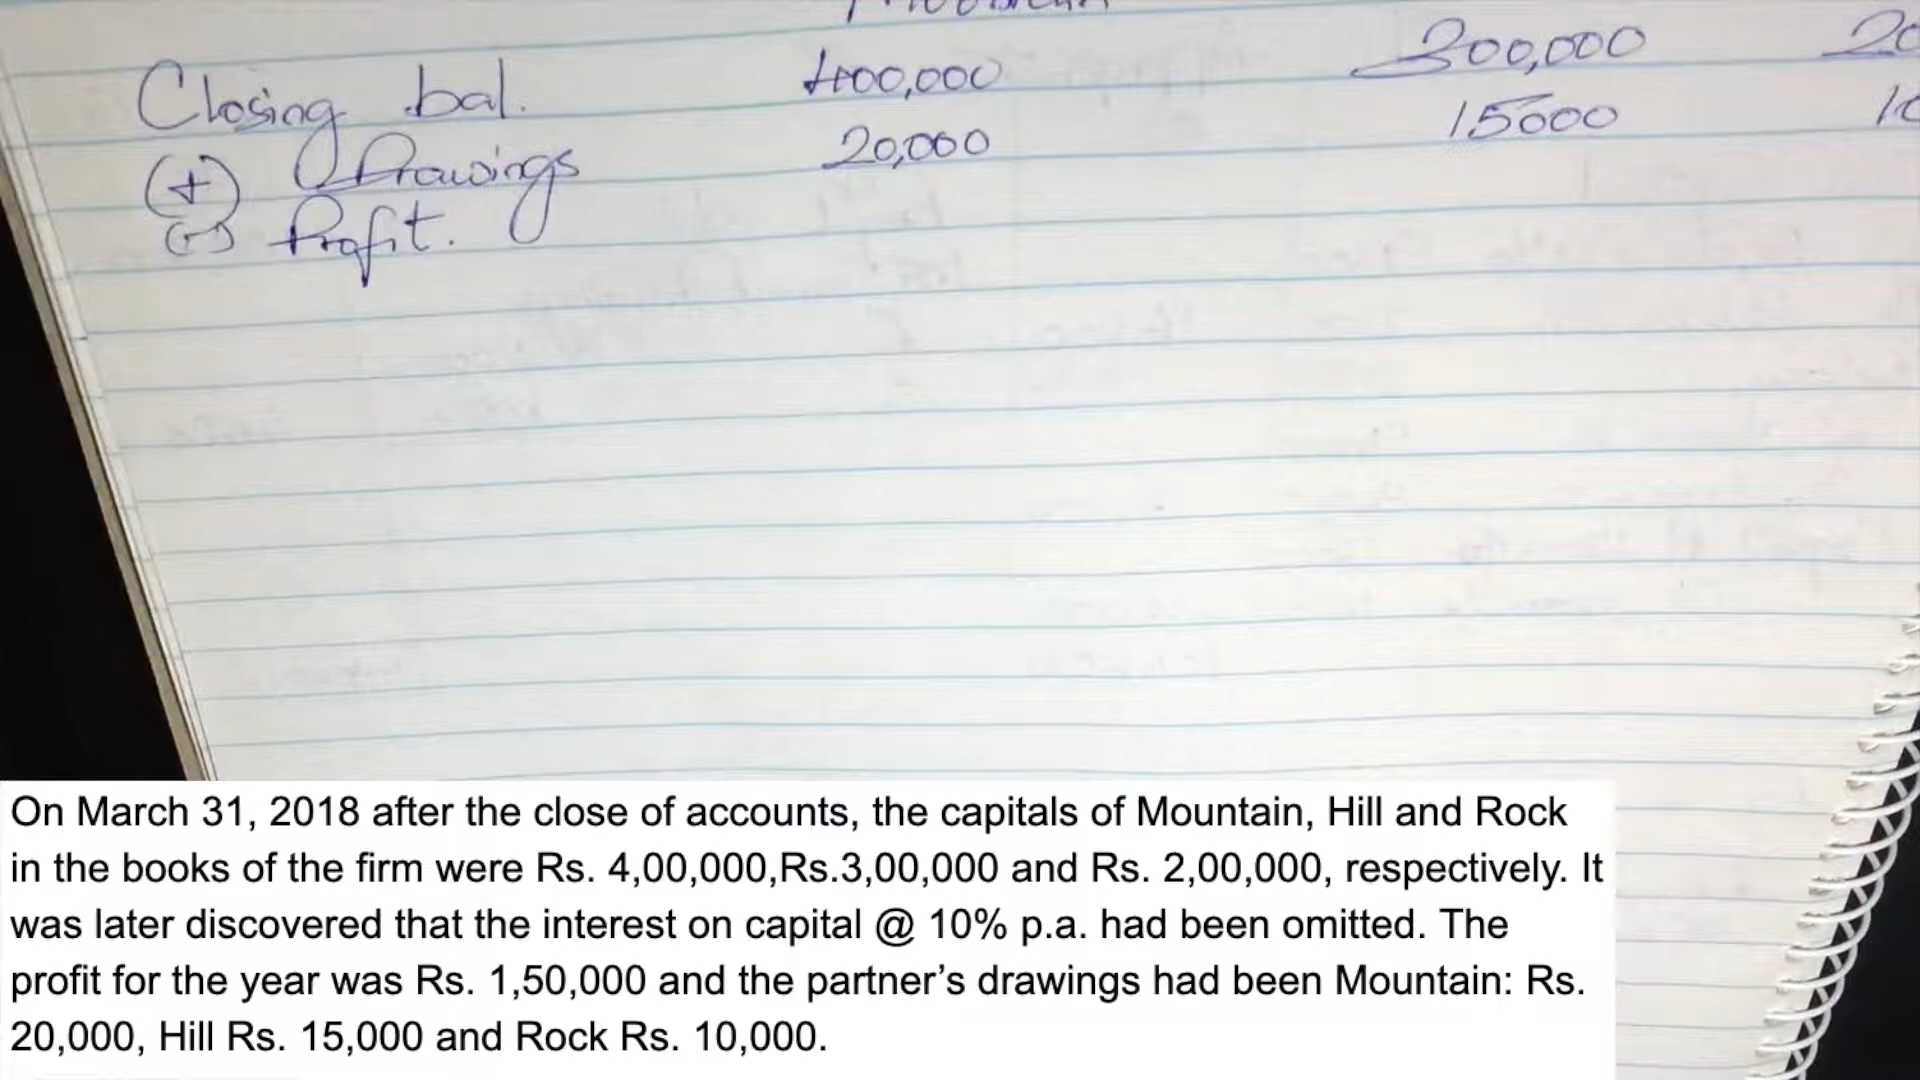 Closing bal. 400,000 300,000 20
(+) Drawings 20,000 15000 10
(-) Profit.
On March 31, 2018 after the close of accounts, the capitals of Mountain, Hill and Rock
in the books of the firm were Rs. 4,00,000,Rs.3,00,000 and Rs. 2,00,000, respectively. It
was later discovered that the interest on capital @ 10% p.a. had been omitted. The
profit for the year was Rs. 1,50,000 and the partner’s drawings had been Mountain: Rs.
20,000, Hill Rs. 15,000 and Rock Rs. 10,000.